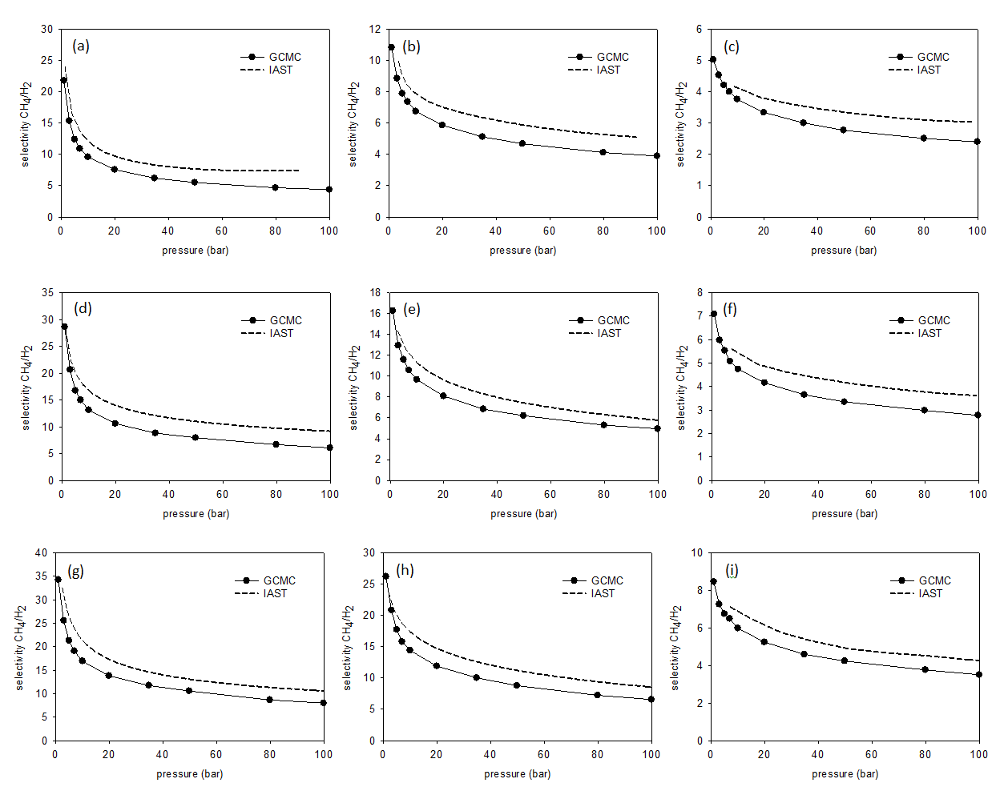 30
25
20
15
10
5
0
selectivity CH4/H2
(a)
GCMC
IAST
0 20 40 60 80 100
pressure (bar)
12
10
8
6
4
2
0
selectivity CH4/H2
(b)
GCMC
IAST
0 20 40 60 80 100
pressure (bar)
6
5
4
3
2
1
0
selectivity CH4/H2
(c)
GCMC
IAST
0 20 40 60 80 100
pressure (bar)
35
30
25
20
15
10
5
0
selectivity CH4/H2
(d)
GCMC
IAST
0 20 40 60 80 100
pressure (bar)
18
16
14
12
10
8
6
4
2
0
selectivity CH4/H2
(e)
GCMC
IAST
0 20 40 60 80 100
pressure (bar)
8
7
6
5
4
3
2
1
0
selectivity CH4/H2
(f)
GCMC
IAST
0 20 40 60 80 100
pressure (bar)
40
35
30
25
20
15
10
5
0
selectivity CH4/H2
(g)
GCMC
IAST
0 20 40 60 80 100
pressure (bar)
30
25
20
15
10
5
0
selectivity CH4/H2
(h)
GCMC
IAST
0 20 40 60 80 100
pressure (bar)
10
8
6
4
2
0
selectivity CH4/H2
(i)
GCMC
IAST
0 20 40 60 80 100
pressure (bar)